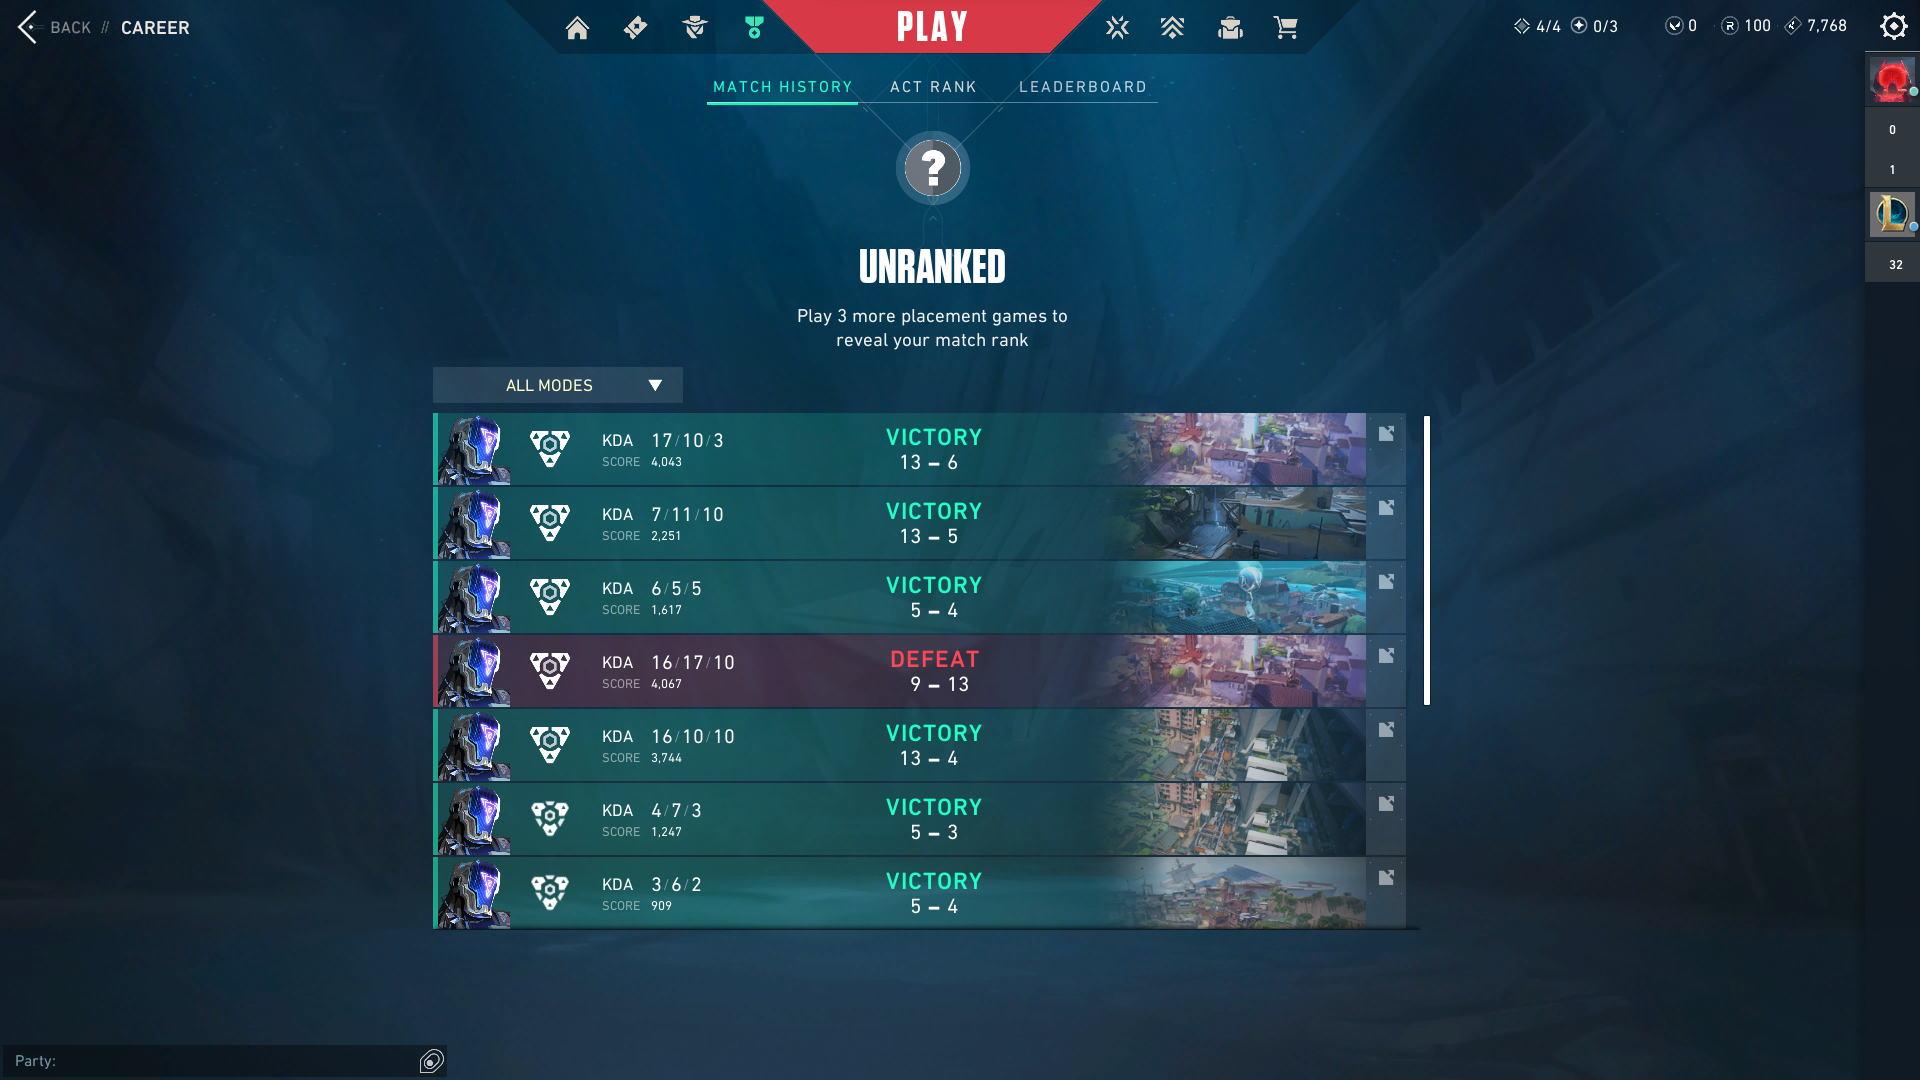 BACK // CAREER
PLAY
4/4 0/3 0 100 7,768
MATCH HISTORY ACT RANK LEADERBOARD
0
1
32
?
UNRANKED
Play 3 more placement games to
reveal your match rank
ALL MODES
KDA 17/10/3
SCORE 4,043
VICTORY
13 – 6
KDA 7/11/10
SCORE 2,251
VICTORY
13 – 5
KDA 6/5/5
SCORE 1,617
VICTORY
5 – 4
KDA 16/17/10
SCORE 4,067
DEFEAT
9 – 13
KDA 16/10/10
SCORE 3,744
VICTORY
13 – 4
KDA 4/7/3
SCORE 1,247
VICTORY
5 – 3
KDA 3/6/2
SCORE 909
VICTORY
5 – 4
Party: